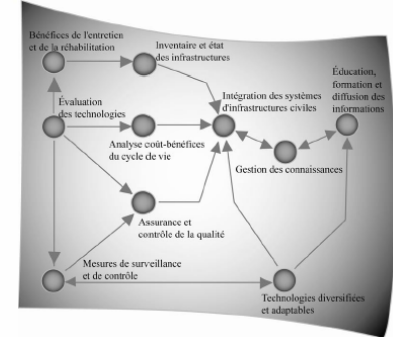 Bénéfices de l'entretien
et de la réhabilitation
Inventaire et état
des infrastructures
Éducation,
formation et
diffusion des
informations
Évaluation
des technologies
Intégration des systèmes
d'infrastructures civiles
Analyse coût-bénéfices
du cycle de vie
Gestion des connaissances
Assurance et
contrôle de la qualité
Mesures de surveillance
et de contrôle
Technologies diversifiées
et adaptables